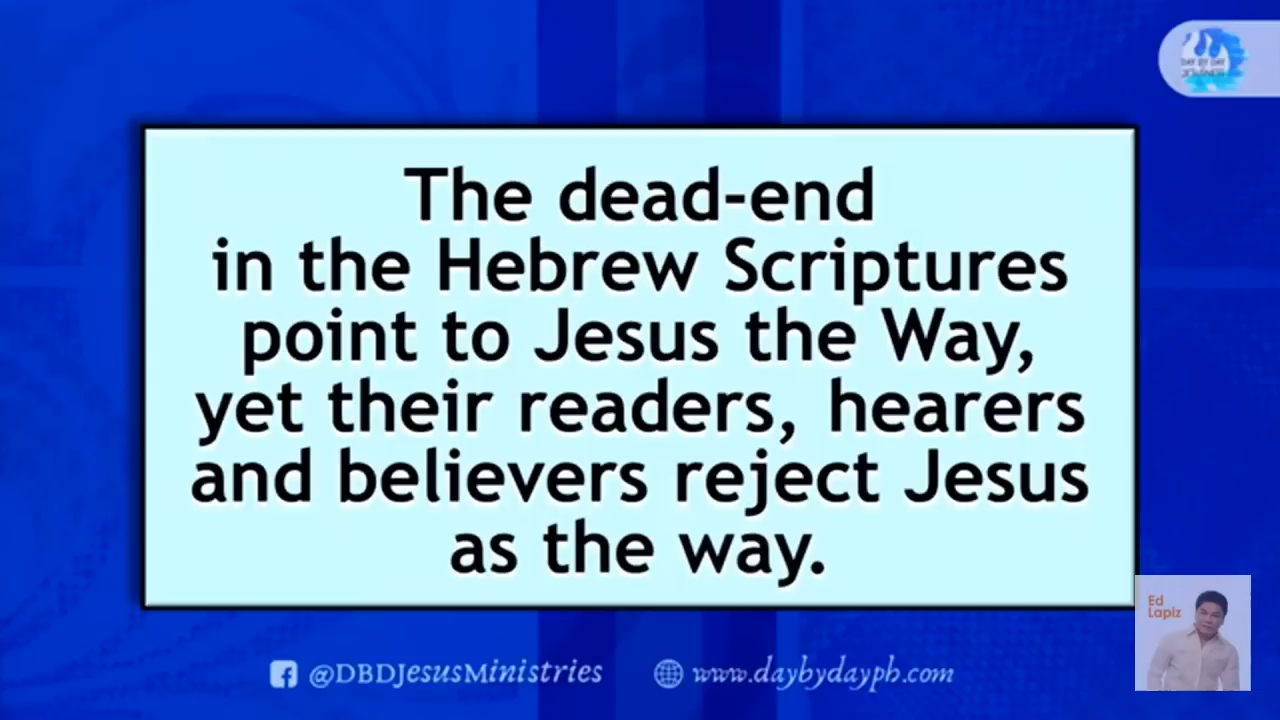 The dead-end
in the Hebrew Scriptures
point to Jesus the Way,
yet their readers, hearers
and believers reject Jesus
as the way.
Ed
Lapiz
@DBDJesusMinistries
www.daybydayph.com